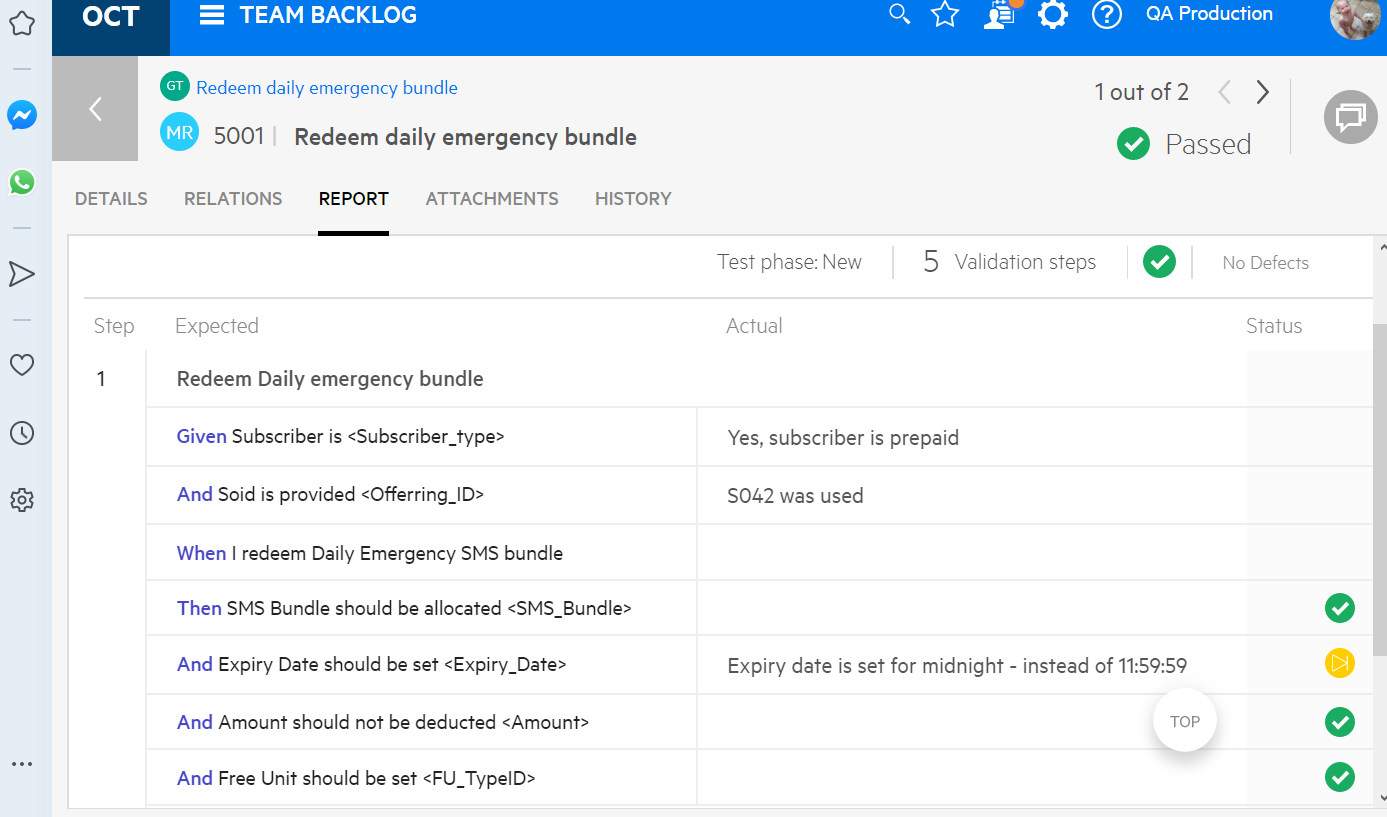 OCT
TEAM BACKLOG
QA Production
GT Redeem daily emergency bundle
MR 5001 Redeem daily emergency bundle
1 out of 2
Passed
DETAILS RELATIONS REPORT ATTACHMENTS HISTORY
Test phase: New 5 Validation steps No Defects
Step Expected Actual Status
1 Redeem Daily emergency bundle
Given Subscriber is <Subscriber_type> Yes, subscriber is prepaid
And Soid is provided <Offerring_ID> S042 was used
When I redeem Daily Emergency SMS bundle
Then SMS Bundle should be allocated <SMS_Bundle>
And Expiry Date should be set <Expiry_Date> Expiry date is set for midnight - instead of 11:59:59
And Amount should not be deducted <Amount>
TOP
And Free Unit should be set <FU_TypeID>